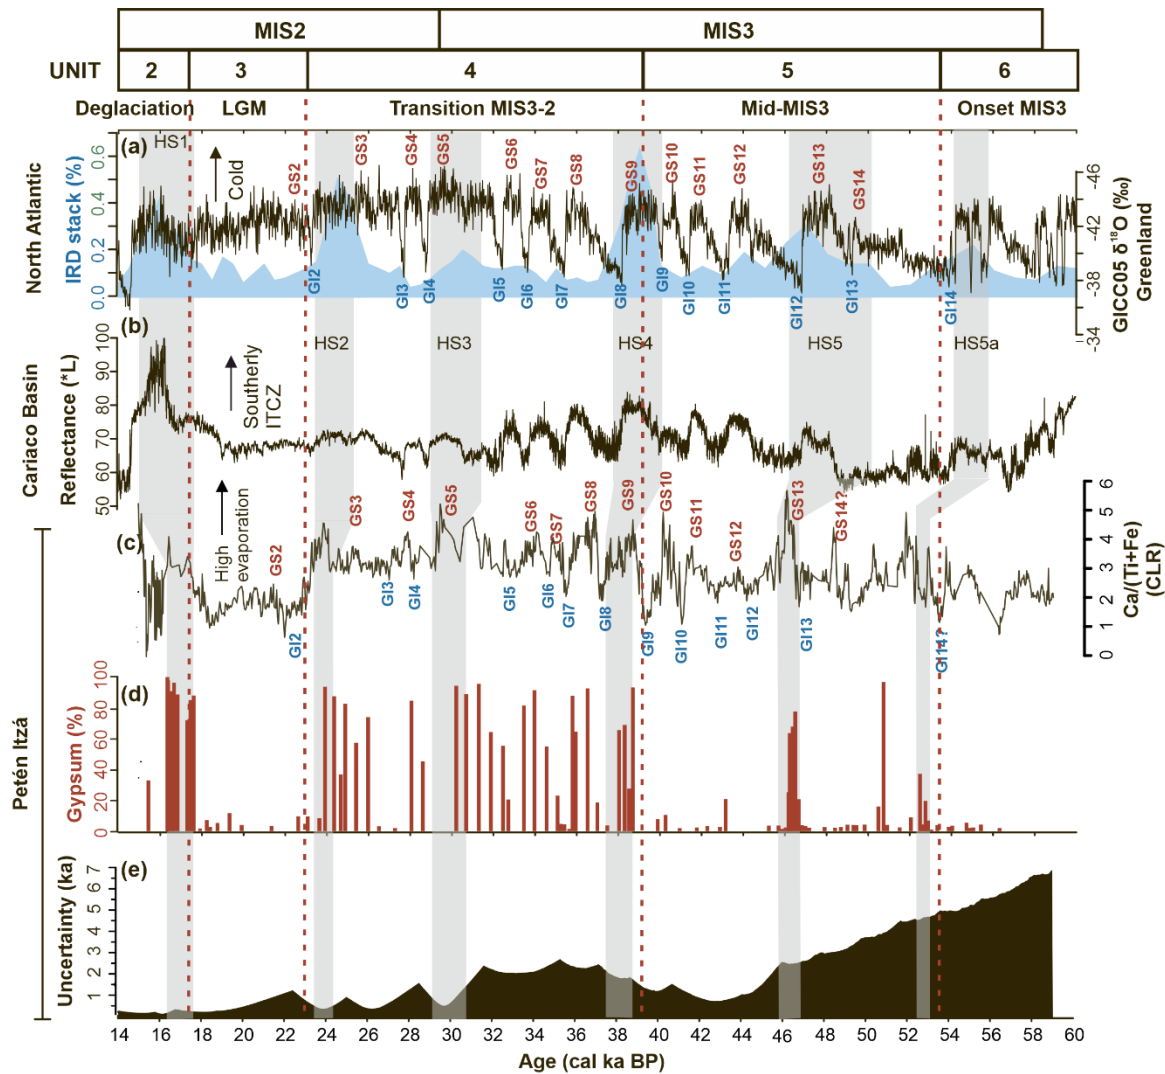 MIS2 MIS3
UNIT 2 3 4 5 6
Deglaciation LGM Transition MIS3-2 Mid-MIS3 Onset MIS3
(a)
HS1
Cold
North Atlantic
IRD stack (%)
0.6
0.4
0.2
0.0
GS2 GS3 GS4 GS5 GS6 GS7 GS8 GS9 GS10 GS11 GS12 GS13 GS14
GI2 GI3 GI4 GI5 GI6 GI7 GI8 GI9 GI10 GI11 GI12 GI13 GI14
-46
-42
-38
-34
GICC05 δ¹⁸O (‰)
Greenland
(b)
HS2 HS3 HS4 HS5 HS5a
Southerly
ITCZ
Cariaco Basin
Reflectance (*L)
100
90
80
70
60
50
(c)
High
evaporation
GS2 GS3 GS4 GS5 GS6 GS7 GS8 GS9 GS10 GS11 GS12 GS13 GS14?
GI2 GI3 GI4 GI5 GI6 GI7 GI8 GI9 GI10 GI11 GI12 GI13 GI14?
6
5
4
3
2
1
0
Ca/(Ti+Fe)
(CLR)
Petén Itzá
(d)
Gypsum (%)
100
80
60
40
20
0
(e)
Uncertainty (ka)
7
6
5
4
3
2
1
14 16 18 20 22 24 26 28 30 32 34 36 38 40 42 44 46 48 50 52 54 56 58 60
Age (cal ka BP)